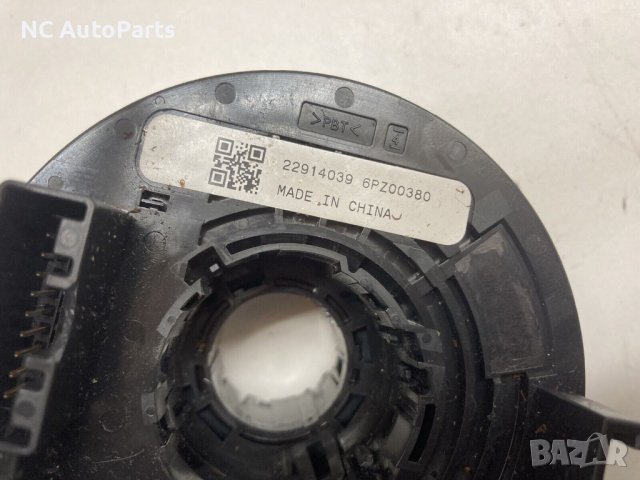 NC AutoParts
>PBT<
22914039 6PZ00380
MADE IN CHINA
BAZAR